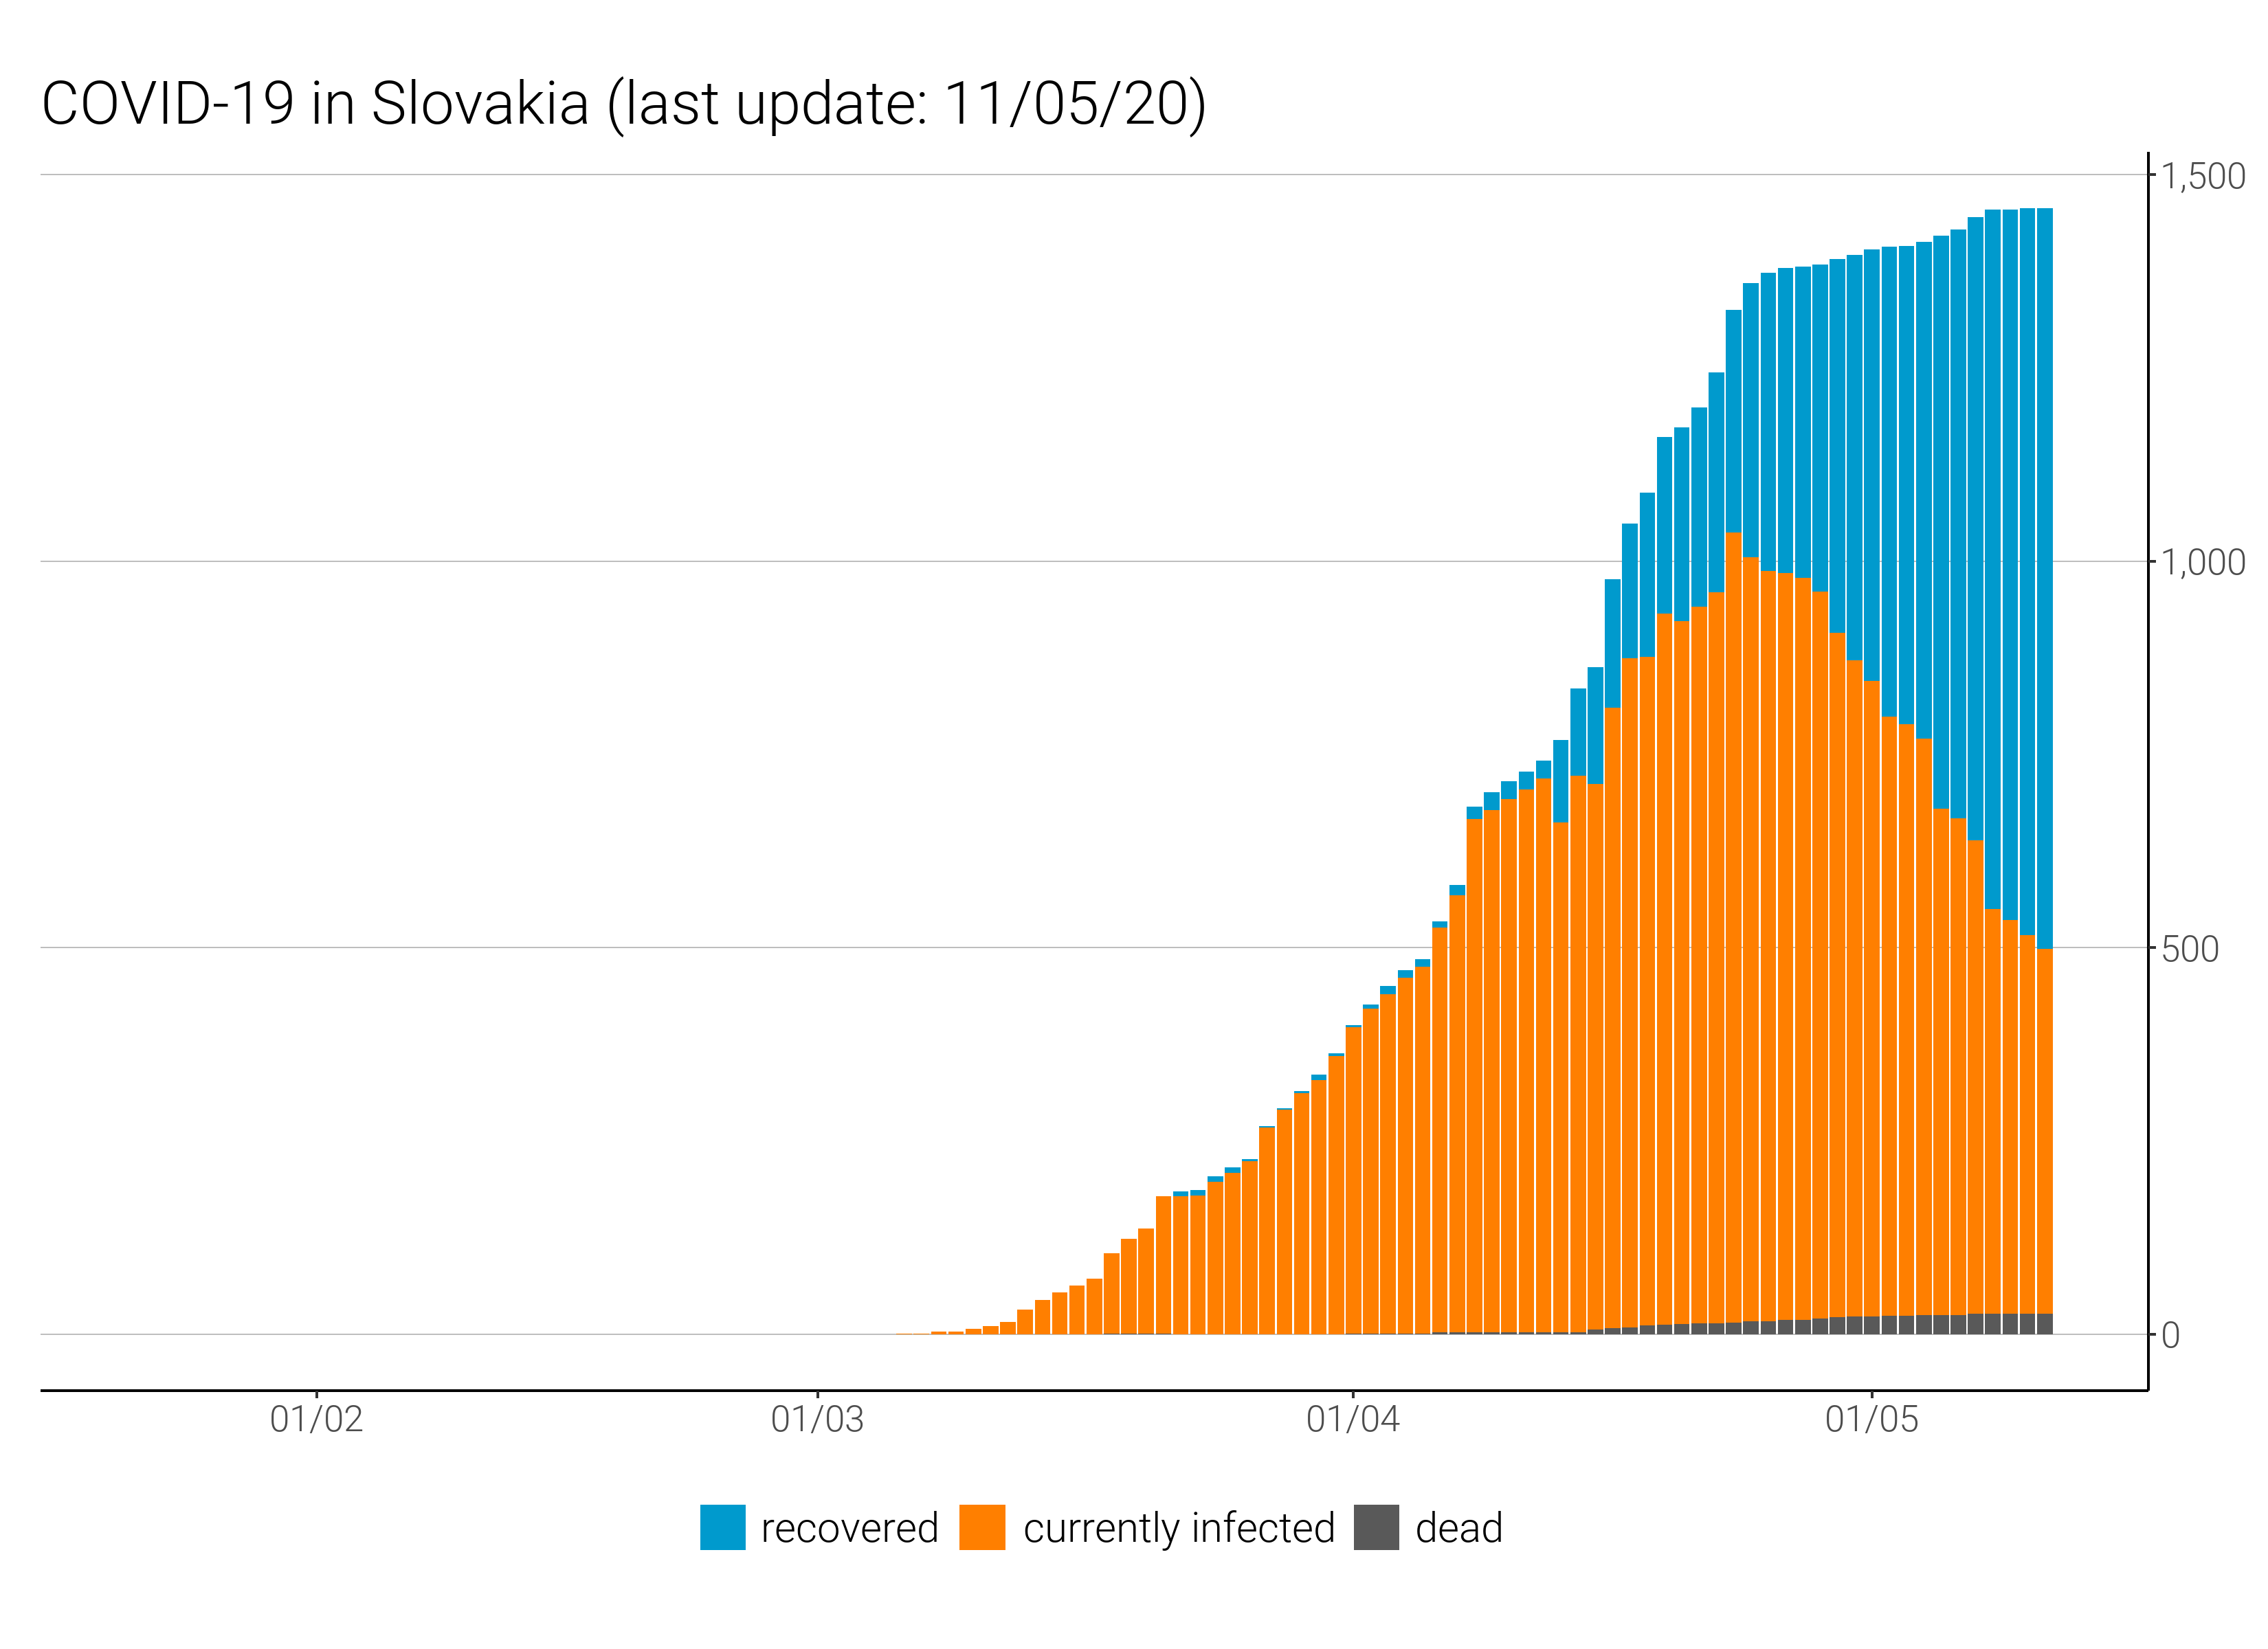 COVID-19 in Slovakia (last update: 11/05/20)
1,500
1,000
500
0
01/02 01/03 01/04 01/05
recovered currently infected dead